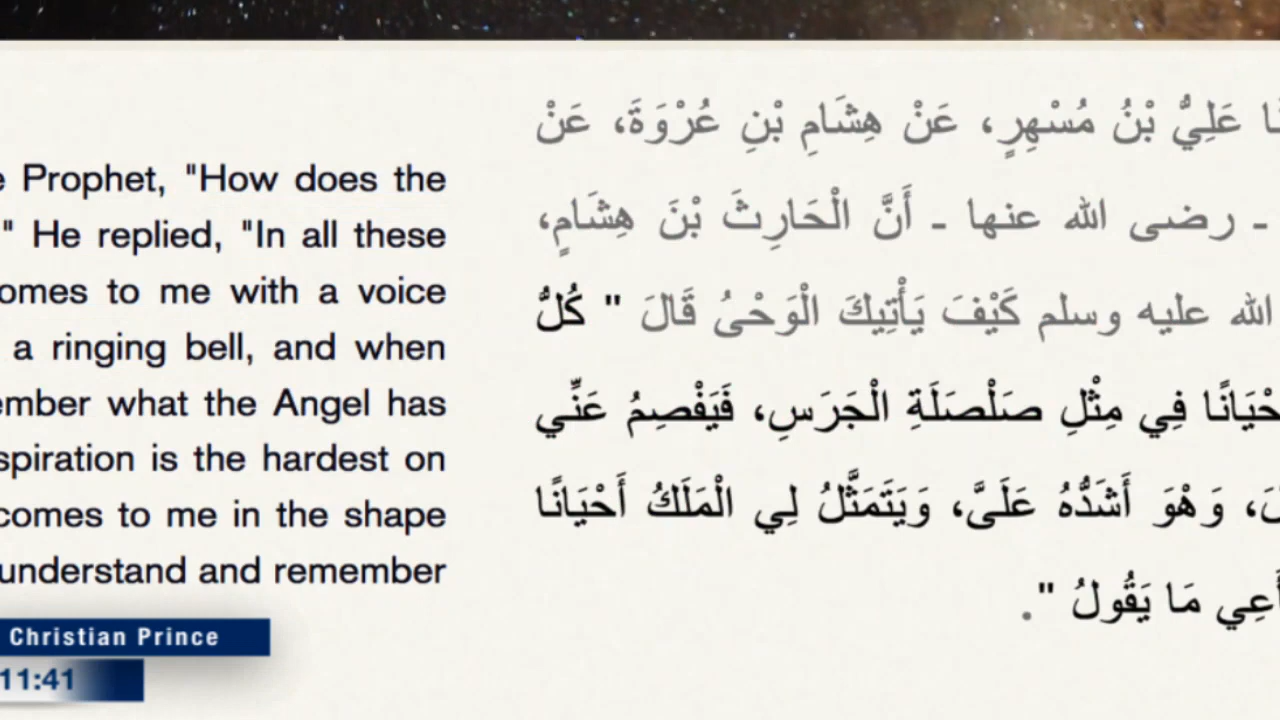 e Prophet, "How does the
" He replied, "In all these
omes to me with a voice
a ringing bell, and when
ember what the Angel has
spiration is the hardest on
comes to me in the shape
understand and remember
نَا عَلِيُّ بْنُ مُسْهِرٍ، عَنْ هِشَامِ بْنِ عُرْوَةَ، عَنْ
ـ رضى الله عنها ـ أَنَّ الْحَارِثَ بْنَ هِشَامٍ،
الله عليه وسلم كَيْفَ يَأْتِيكَ الْوَحْىُ قَالَ " كُلُّ
حْيَانًا فِي مِثْلِ صَلْصَلَةِ الْجَرَسِ، فَيَفْصِمُ عَنِّي
، وَهْوَ أَشَدُّهُ عَلَىَّ، وَيَتَمَثَّلُ لِي الْمَلَكُ أَحْيَانًا
أَعِي مَا يَقُولُ ".
Christian Prince
11:41